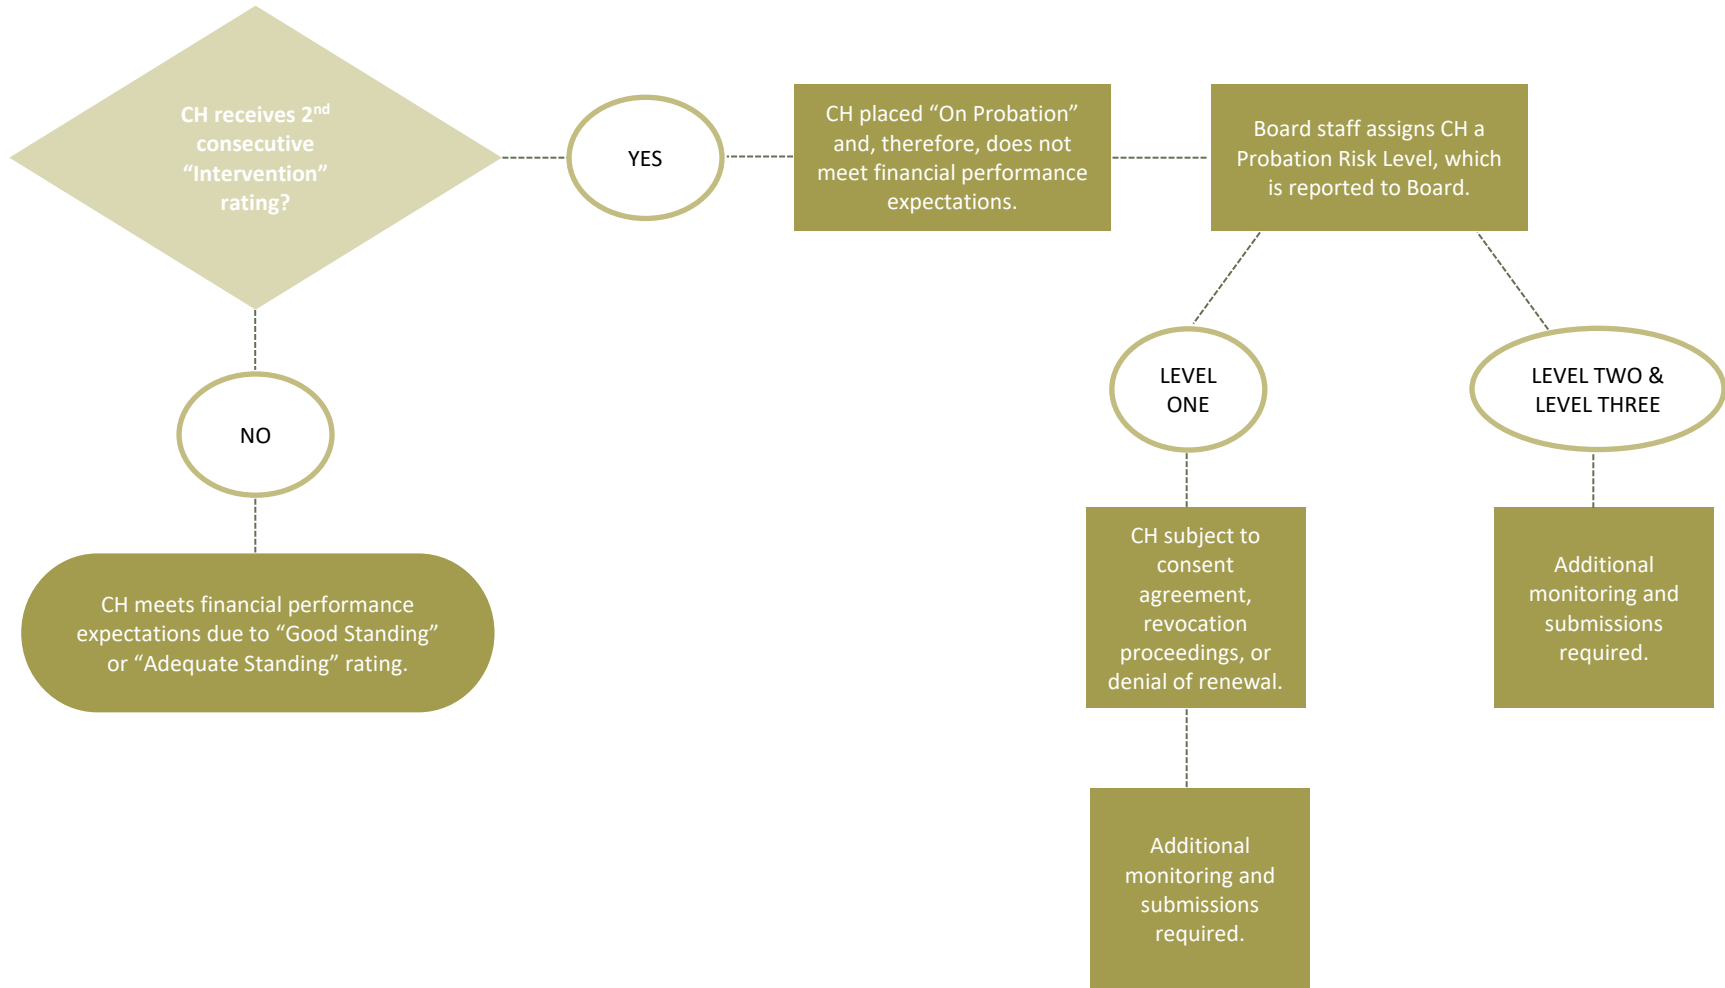 CH receives 2nd
consecutive
“Intervention”
rating?
YES
CH placed “On Probation”
and, therefore, does not
meet financial performance
expectations.
Board staff assigns CH a
Probation Risk Level, which
is reported to Board.
NO
CH meets financial performance
expectations due to “Good Standing”
or “Adequate Standing” rating.
LEVEL
ONE
LEVEL TWO &
LEVEL THREE
CH subject to
consent
agreement,
revocation
proceedings, or
denial of renewal.
Additional
monitoring and
submissions
required.
Additional
monitoring and
submissions
required.